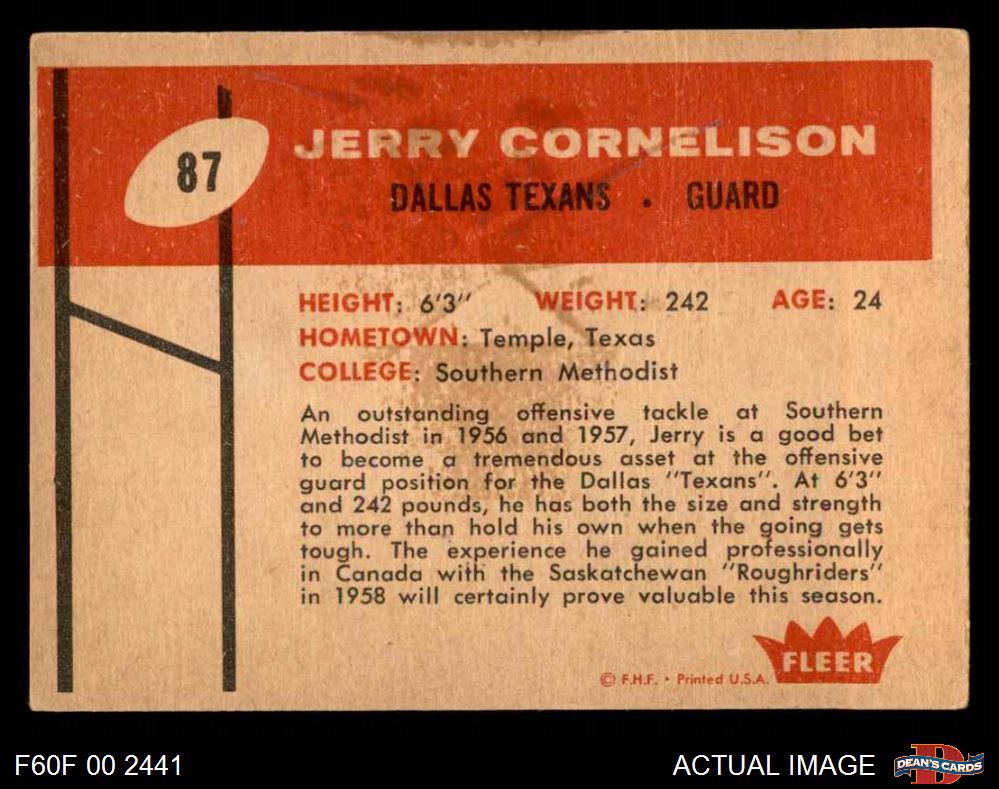 87
JERRY CORNELISON
DALLAS TEXANS . GUARD
HEIGHT: 6'3" WEIGHT: 242 AGE: 24
HOMETOWN: Temple, Texas
COLLEGE: Southern Methodist
An outstanding offensive tackle at Southern
Methodist in 1956 and 1957, Jerry is a good bet
to become a tremendous asset at the offensive
guard position for the Dallas "Texans". At 6'3"
and 242 pounds, he has both the size and strength
to more than hold his own when the going gets
tough. The experience he gained professionally
in Canada with the Saskatchewan "Roughriders"
in 1958 will certainly prove valuable this season.
FLEER
© F.H.F. • Printed U.S.A.
F60F 00 2441
ACTUAL IMAGE
D
DEAN'S CARDS